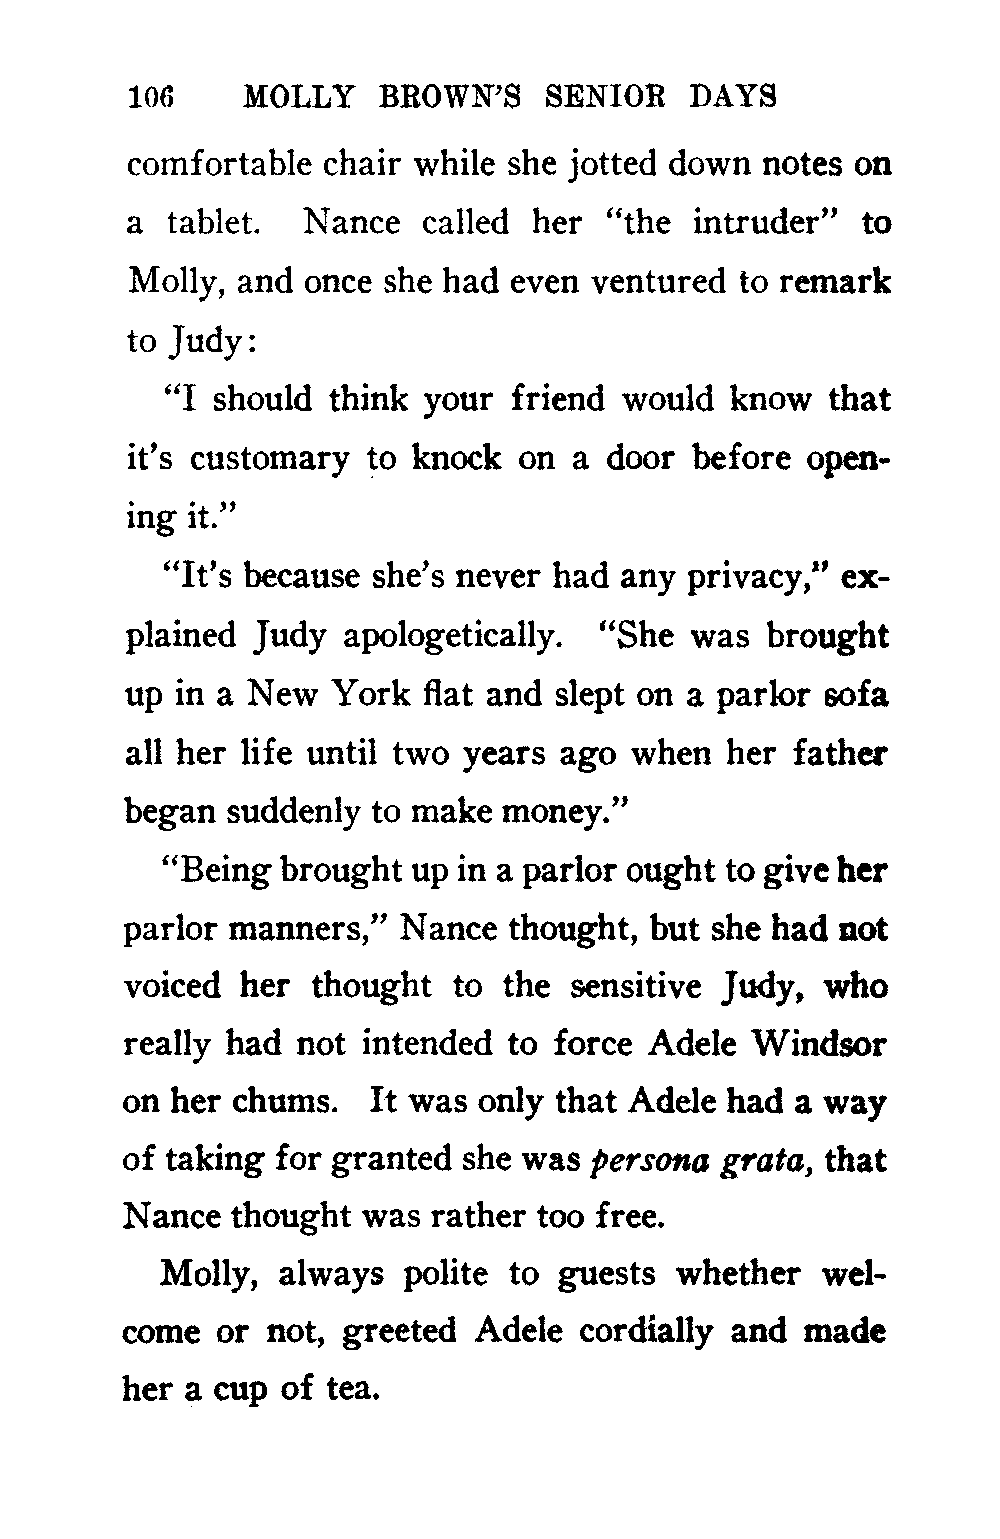 106 MOLLY BROWN'S SENIOR DAYS
comfortable chair while she jotted down notes on
a tablet. Nance called her "the intruder" to
Molly, and once she had even ventured to remark
to Judy:
"I should think your friend would know that
it's customary to knock on a door before open-
ing it."
"It's because she's never had any privacy," ex-
plained Judy apologetically. "She was brought
up in a New York flat and slept on a parlor sofa
all her life until two years ago when her father
began suddenly to make money."
"Being brought up in a parlor ought to give her
parlor manners," Nance thought, but she had not
voiced her thought to the sensitive Judy, who
really had not intended to force Adele Windsor
on her chums. It was only that Adele had a way
of taking for granted she was persona grata, that
Nance thought was rather too free.
Molly, always polite to guests whether wel-
come or not, greeted Adele cordially and made
her a cup of tea.